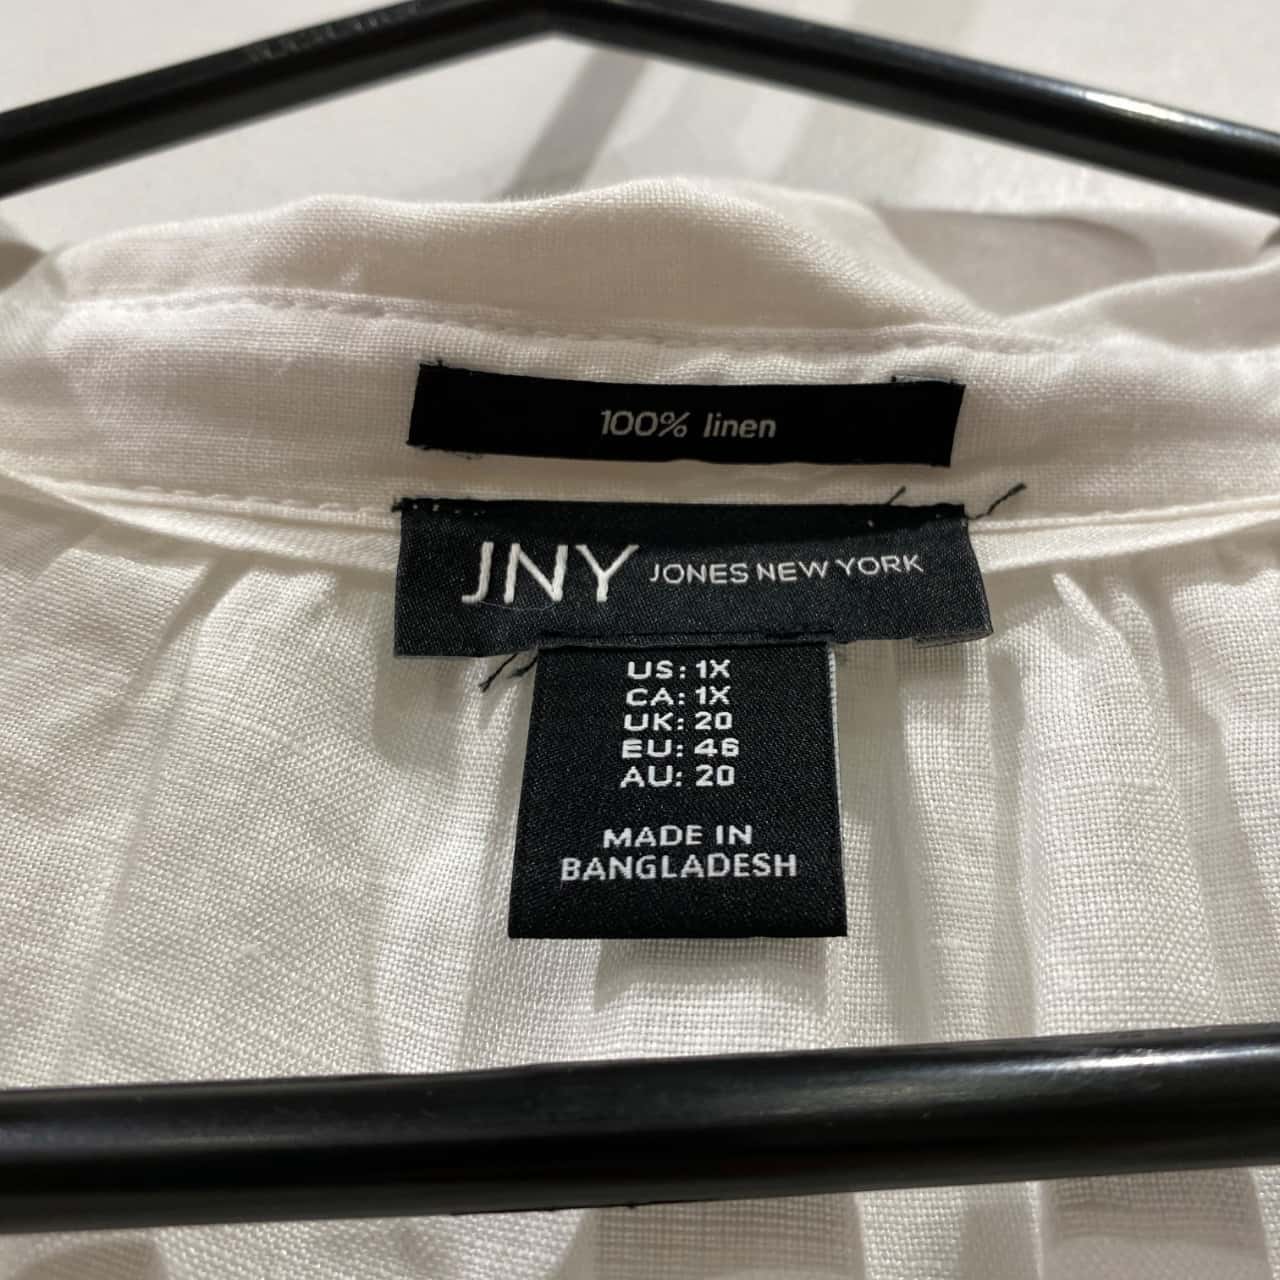 100% linen
JNY JONES NEW YORK
US: 1X
CA: 1X
UK: 20
EU: 46
AU: 20
MADE IN
BANGLADESH